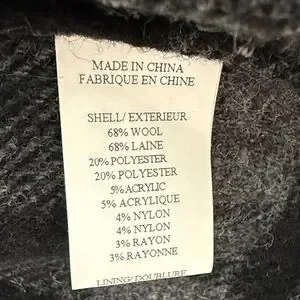 MADE IN CHINA
FABRIQUE EN CHINE
SHELL/ EXTERIEUR
68% WOOL
68% LAINE
20% POLYESTER
20% POLYESTER
5% ACRYLIC
5% ACRYLIQUE
4% NYLON
4% NYLON
3% RAYON
3% RAYONNE
LINING/ DOUBLURE